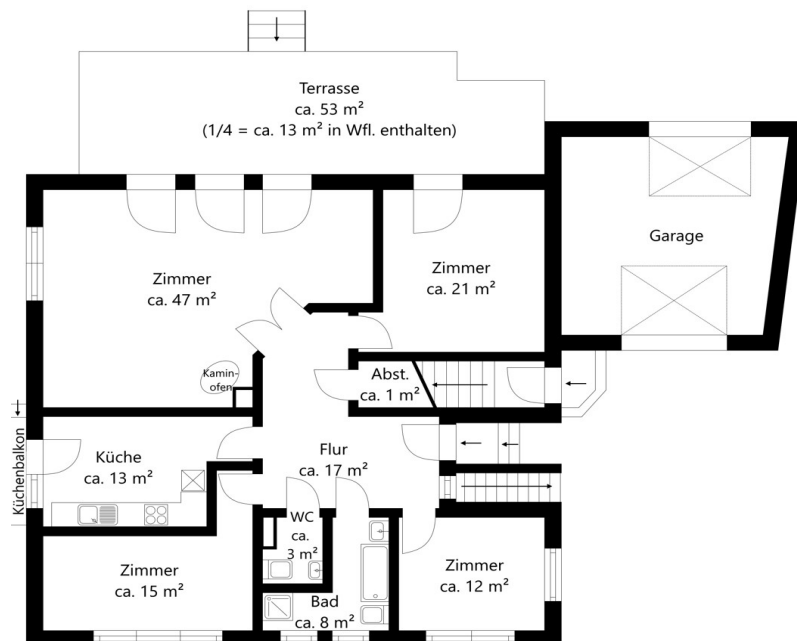 Terrasse
ca. 53 m²
(1/4 = ca. 13 m² in Wfl. enthalten)
Garage
Zimmer
ca. 47 m²
Zimmer
ca. 21 m²
Kamin-
ofen
Abst.
ca. 1 m²
Küchenbalkon
Küche
ca. 13 m²
Flur
ca. 17 m²
WC
ca.
3 m²
Zimmer
ca. 15 m²
Bad
ca. 8 m²
Zimmer
ca. 12 m²